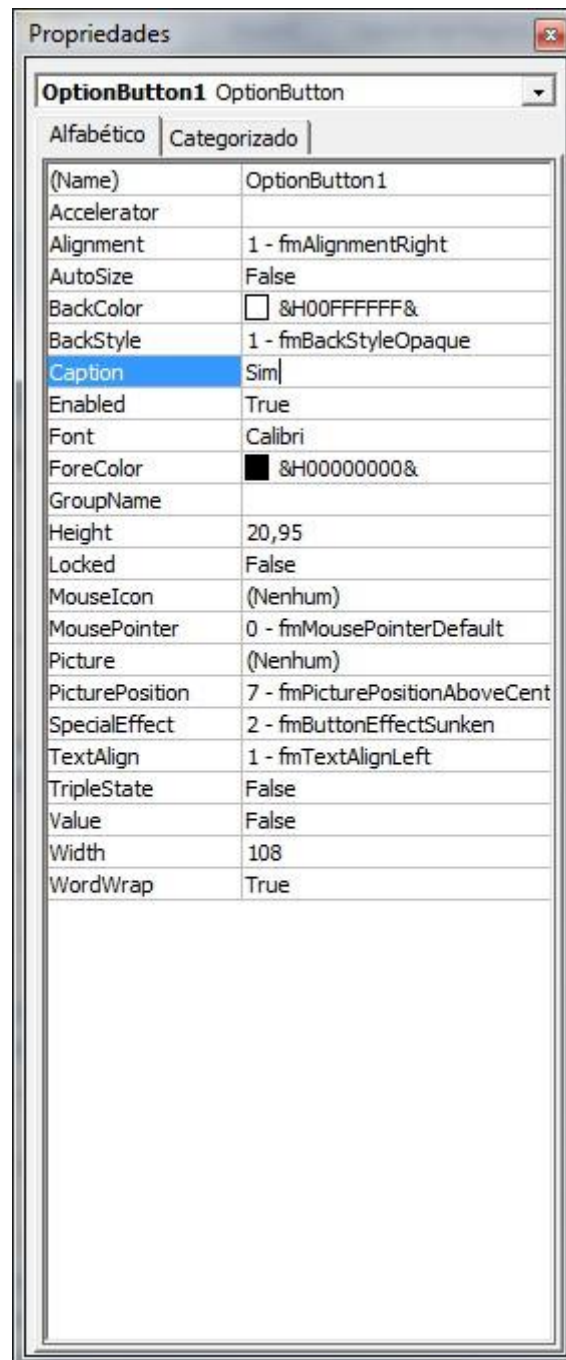 Propriedades
OptionButton1 OptionButton
Alfabético Categorizado
(Name) OptionButton1
Accelerator
Alignment 1 - fmAlignmentRight
AutoSize False
BackColor &H00FFFFFF&
BackStyle 1 - fmBackStyleOpaque
Caption Sim
Enabled True
Font Calibri
ForeColor &H00000000&
GroupName
Height 20,95
Locked False
MouseIcon (Nenhum)
MousePointer 0 - fmMousePointerDefault
Picture (Nenhum)
PicturePosition 7 - fmPicturePositionAboveCent
SpecialEffect 2 - fmButtonEffectSunken
TextAlign 1 - fmTextAlignLeft
TripleState False
Value False
Width 108
WordWrap True